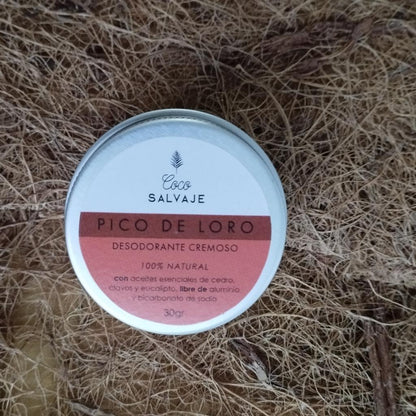 Coco
SALVAJE
PICO DE LORO
DESODORANTE CREMOSO
100% NATURAL
con aceites esenciales de cedro,
clavos y eucalipto, libre de aluminio
y bicarbonato de sodio
30gr